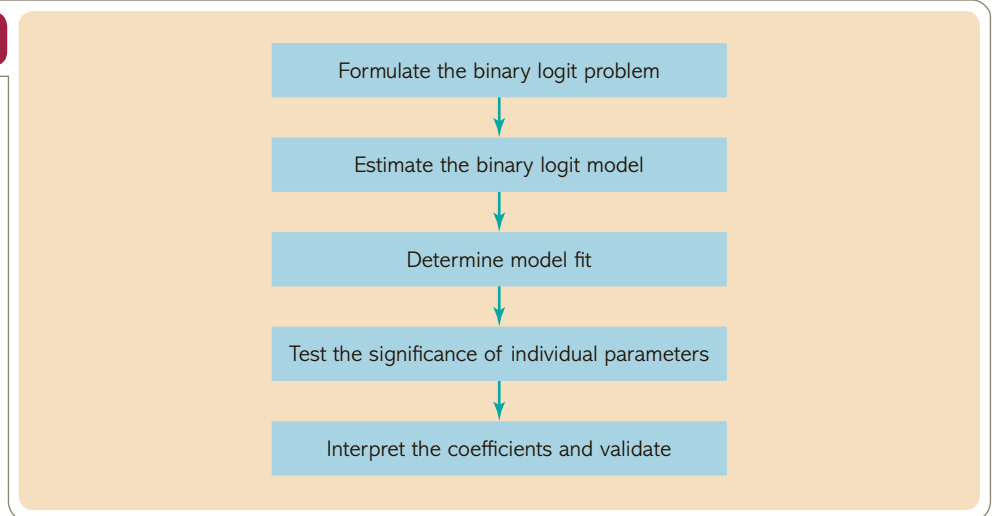 Formulate the binary logit problem
Estimate the binary logit model
Determine model fit
Test the significance of individual parameters
Interpret the coefficients and validate